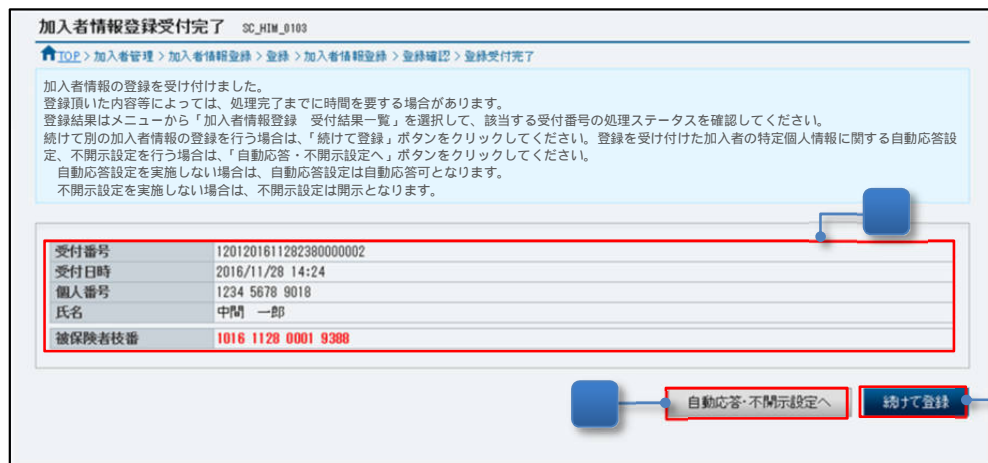 加入者情報登録受付完了 SC_HIM_0103
TOP > 加入者管理 > 加入者情報登録 > 登録 > 加入者情報登録 > 登録確認 > 登録受付完了
加入者情報の登録を受け付けました。
登録頂いた内容等によっては、処理完了までに時間を要する場合があります。
登録結果はメニューから「加入者情報登録　受付結果一覧」を選択して、該当する受付番号の処理ステータスを確認してください。
続けて別の加入者情報の登録を行う場合は、「続けて登録」ボタンをクリックしてください。登録を受け付けた加入者の特定個人情報に関する自動応答設
定、不開示設定を行う場合は、「自動応答・不開示設定へ」ボタンをクリックしてください。
　自動応答設定を実施しない場合は、自動応答設定は自動応答可となります。
　不開示設定を実施しない場合は、不開示設定は開示となります。
受付番号 1201201611282380000002
受付日時 2016/11/28 14:24
個人番号 1234 5678 9018
氏名 中間　一郎
被保険者枝番 1016 1128 0001 9388
自動応答・不開示設定へ 続けて登録